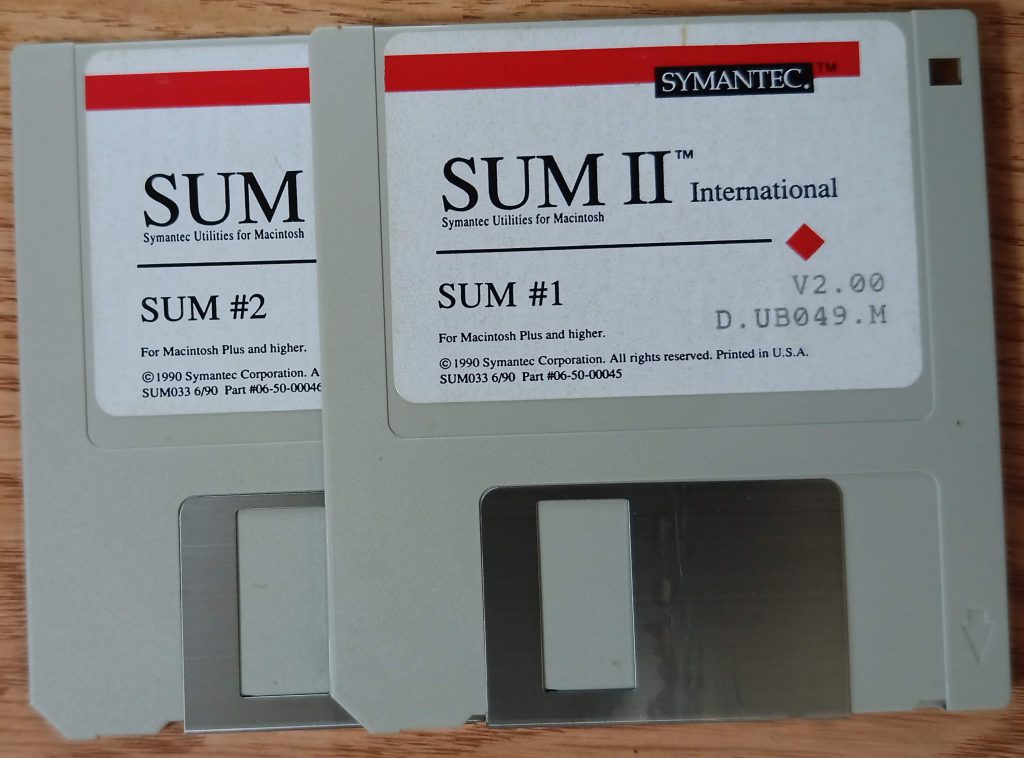 SUM
Symantec Utilities for Macintosh
SUM #2
For Macintosh Plus and higher.
©1990 Symantec Corporation. A
SUM033 6/90 Part #06-50-00046
SYMANTEC.™
SUM II™ International
Symantec Utilities for Macintosh
SUM #1
V2.00
D.UB049.M
For Macintosh Plus and higher.
©1990 Symantec Corporation. All rights reserved. Printed in U.S.A.
SUM033 6/90 Part #06-50-00045